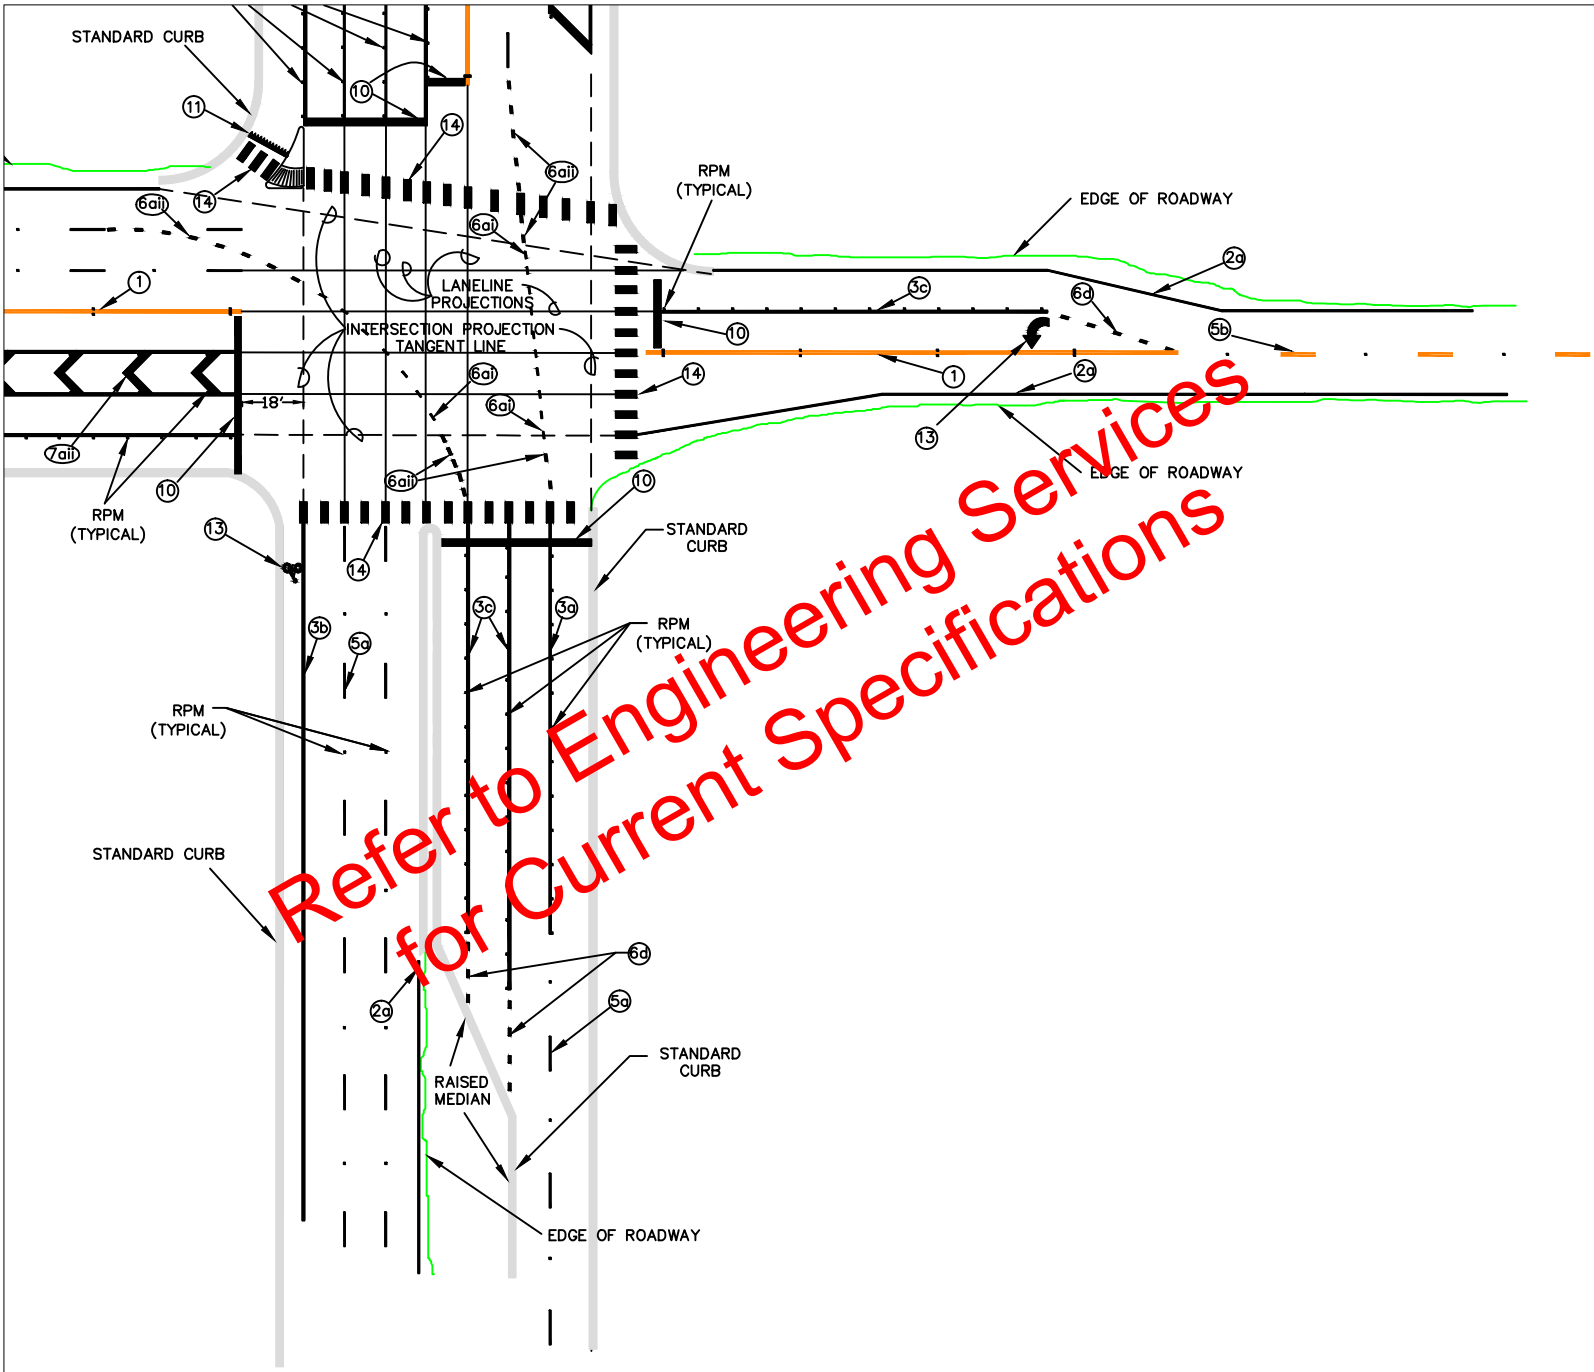 STANDARD CURB
11
10
14
6aii
RPM
(TYPICAL)
EDGE OF ROADWAY
14
6aii
6ai
2a
1
LANELINE
PROJECTIONS
3c
6d
INTERSECTION PROJECTION
TANGENT LINE
10
5b
6ai
14
1
2a
18'
6ai
7aii
13
EDGE OF ROADWAY
10
6aii
10
RPM
(TYPICAL)
13
14
STANDARD
CURB
3c
3a
3b
5a
RPM
(TYPICAL)
RPM
(TYPICAL)
STANDARD CURB
Refer to Engineering Services
for Current Specifications
6d
2a
5a
STANDARD
CURB
RAISED
MEDIAN
EDGE OF ROADWAY